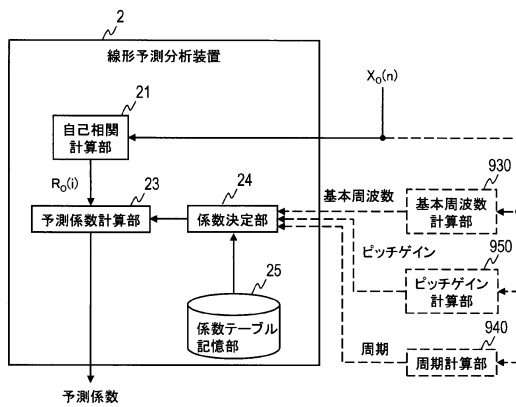 2
線形予測分析装置
X₀(n)
21
自己相関
計算部
R₀(i)
23
予測係数計算部
24
係数決定部
25
係数テーブル
記憶部
基本周波数
930
基本周波数
計算部
ピッチゲイン
950
ピッチゲイン
計算部
周期
940
周期計算部
予測係数